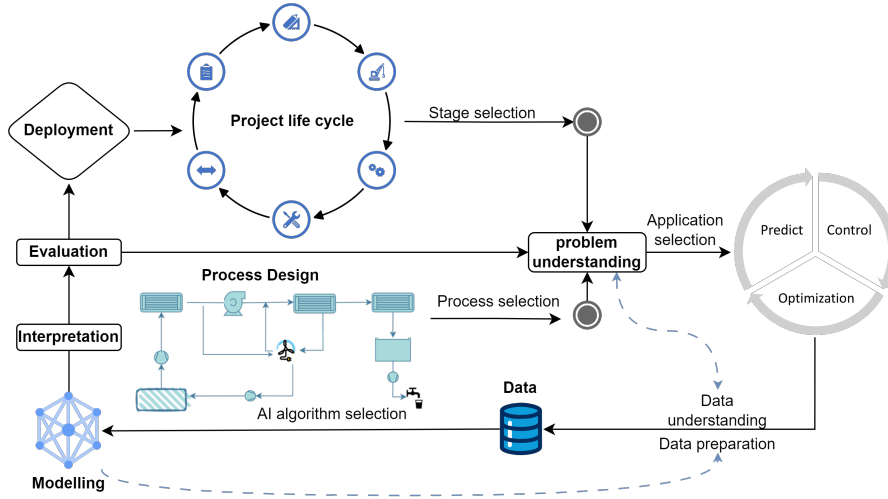 Deployment
Project life cycle
Stage selection
Evaluation
problem
understanding
Application
selection
Predict
Control
Optimization
Process Design
Process selection
Interpretation
AI algorithm selection
Data
Data
understanding
Data preparation
Modelling